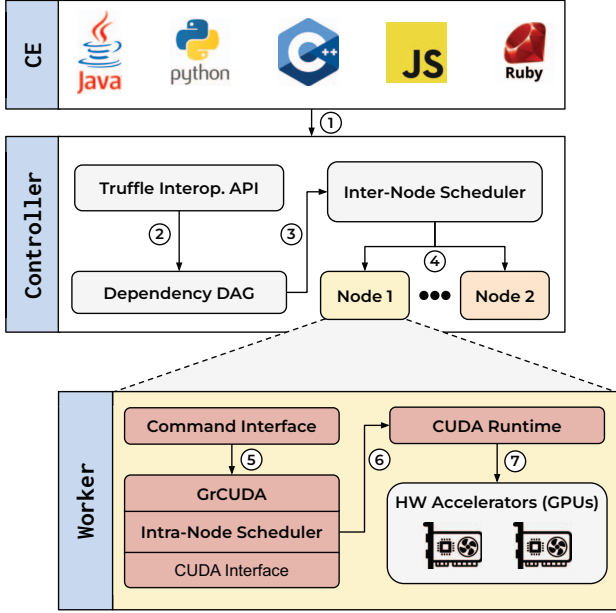 CE
Java
python
C++
JS
Ruby
1
Controller
Truffle Interop. API
Inter-Node Scheduler
2
3
4
Dependency DAG
Node 1
Node 2
Worker
Command Interface
CUDA Runtime
5
6
7
GrCUDA
HW Accelerators (GPUs)
Intra-Node Scheduler
CUDA Interface